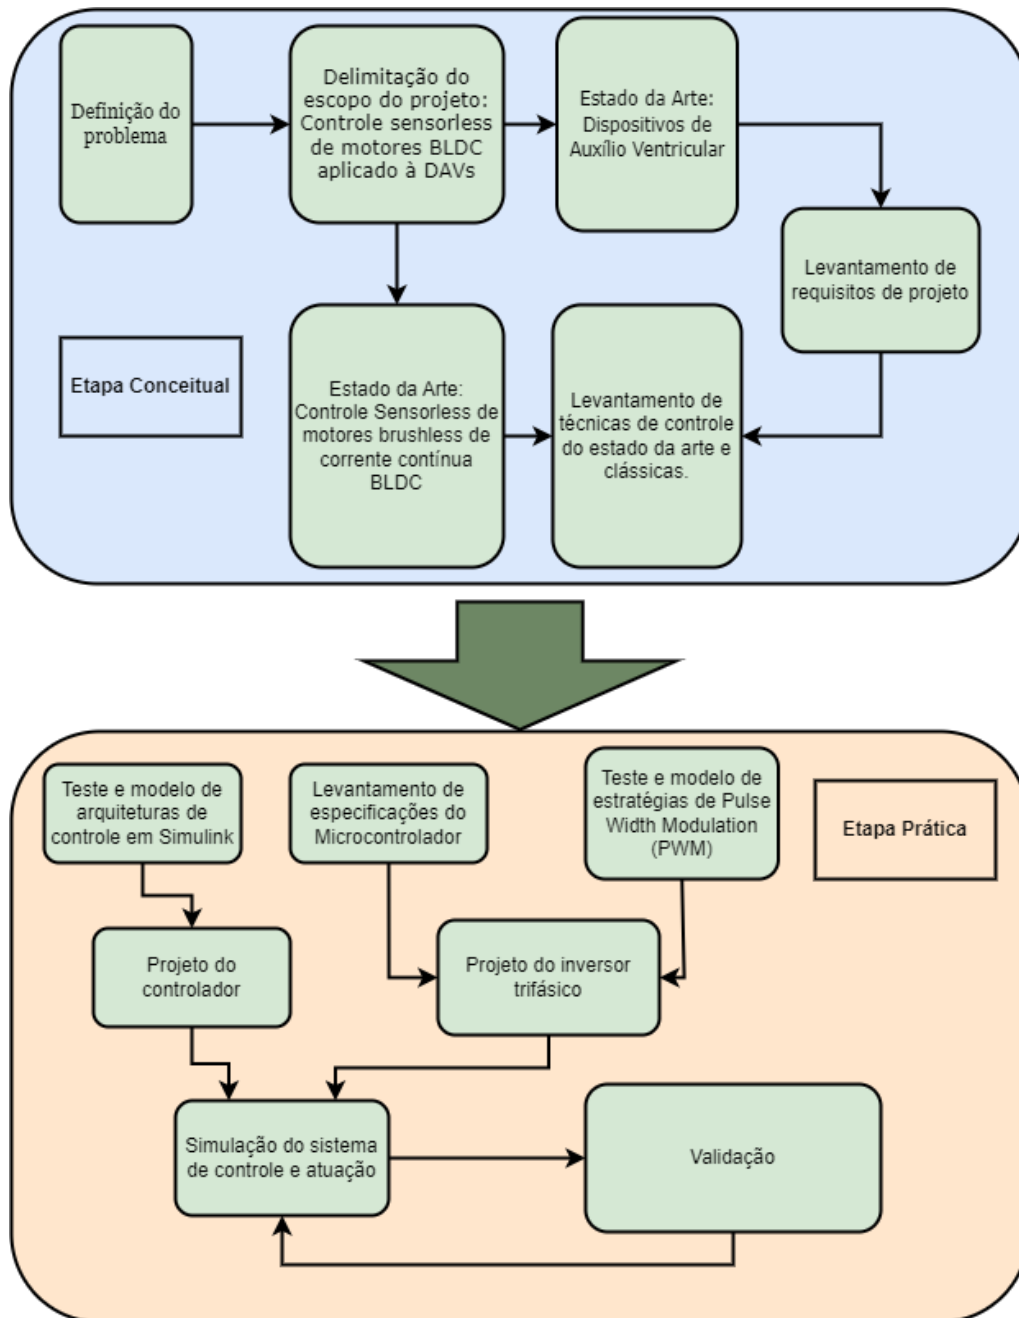 Definição do
problema
Delimitação do
escopo do projeto:
Controle sensorless
de motores BLDC
aplicado à DAVs
Estado da Arte:
Dispositivos de
Auxílio Ventricular
Levantamento de
requisitos de projeto
Etapa Conceitual
Estado da Arte:
Controle Sensorless de
motores brushless de
corrente contínua
BLDC
Levantamento de
técnicas de controle
do estado da arte e
clássicas.
Teste e modelo de
arquiteturas de
controle em Simulink
Levantamento de
especificações do
Microcontrolador
Teste e modelo de
estratégias de Pulse
Width Modulation
(PWM)
Etapa Prática
Projeto do
controlador
Projeto do inversor
trifásico
Simulação do sistema
de controle e atuação
Validação